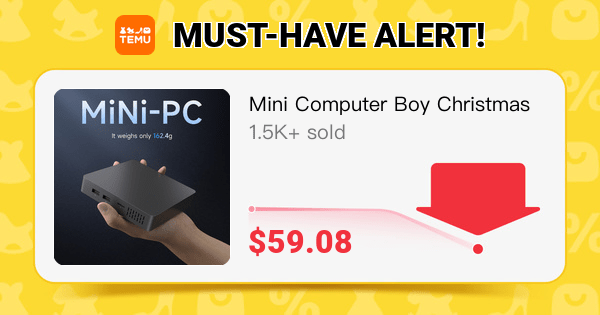 TEMU
MUST-HAVE ALERT!
MiNi-PC
It weighs only 162.4g
Mini Computer Boy Christmas
1.5K+ sold
$59.08